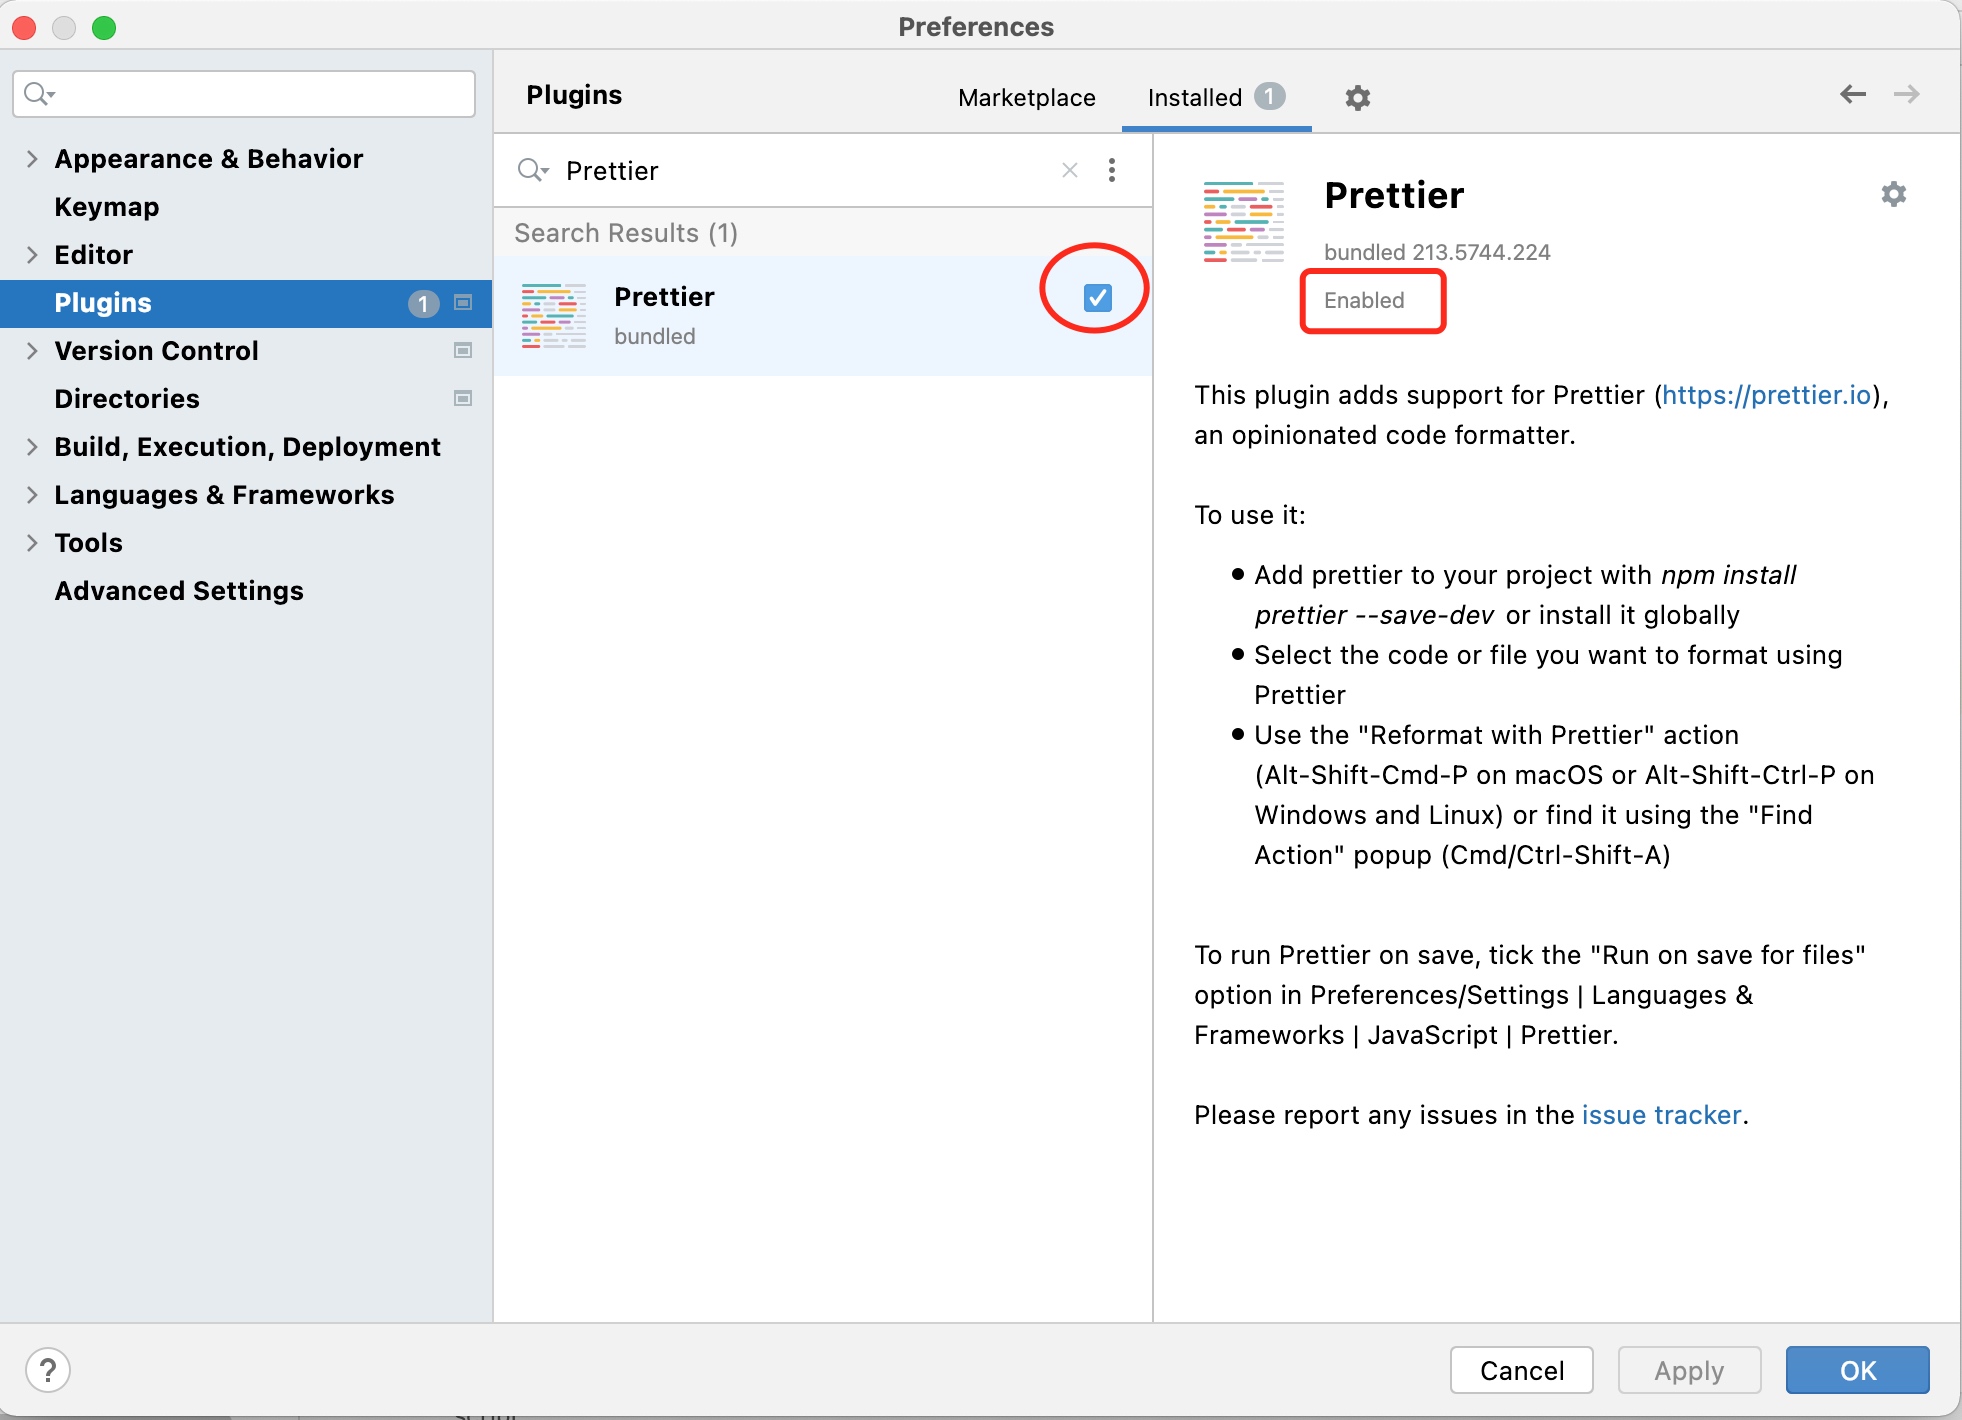 Preferences
Appearance & Behavior
Keymap
Editor
Plugins 1
Version Control
Directories
Build, Execution, Deployment
Languages & Frameworks
Tools
Advanced Settings
Plugins
Marketplace
Installed 1
Prettier
Search Results (1)
Prettier
bundled
Prettier
bundled 213.5744.224
Enabled
This plugin adds support for Prettier (https://prettier.io),
an opinionated code formatter.
To use it:
● Add prettier to your project with npm install
prettier --save-dev or install it globally
● Select the code or file you want to format using
Prettier
● Use the "Reformat with Prettier" action
(Alt-Shift-Cmd-P on macOS or Alt-Shift-Ctrl-P on
Windows and Linux) or find it using the "Find
Action" popup (Cmd/Ctrl-Shift-A)
To run Prettier on save, tick the "Run on save for files"
option in Preferences/Settings | Languages &
Frameworks | JavaScript | Prettier.
Please report any issues in the issue tracker.
?
Cancel
Apply
OK